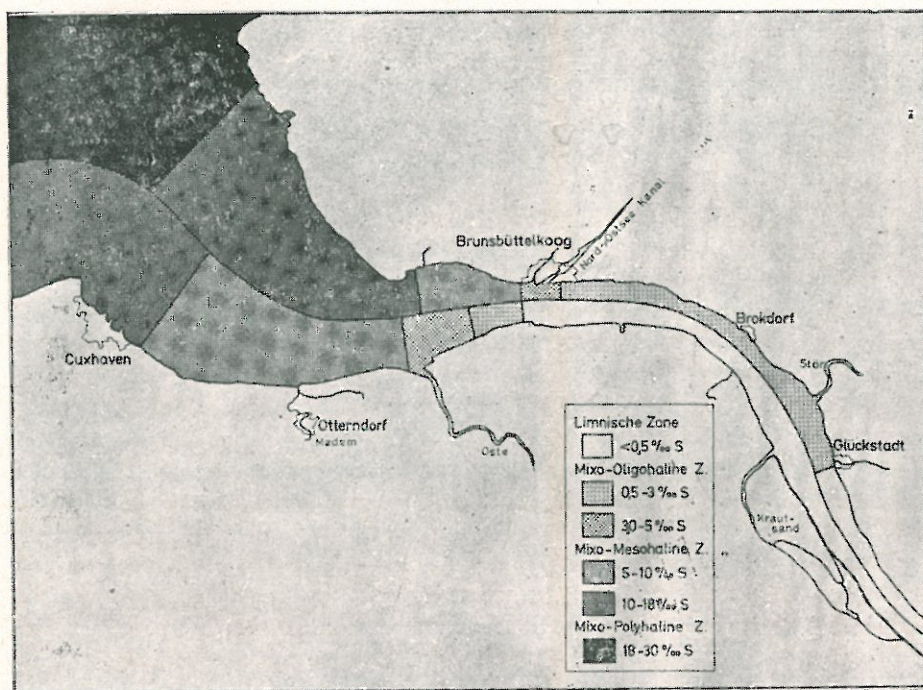 Brunsbüttelkoog
Nord-Ostsee Kanal
Brokdorf
Stör
Cuxhaven
Otterndorf
Medem
Oste
Glückstadt
Kraut-
sand
Limnische Zone
<0,5 ‰ S
Mixo-Oligohaline Z.
0,5-3 ‰ S
3,0-5 ‰ S
Mixo-Mesohaline Z.
5-10 ‰ S
10-18 ‰ S
Mixo-Polyhaline Z.
18-30 ‰ S